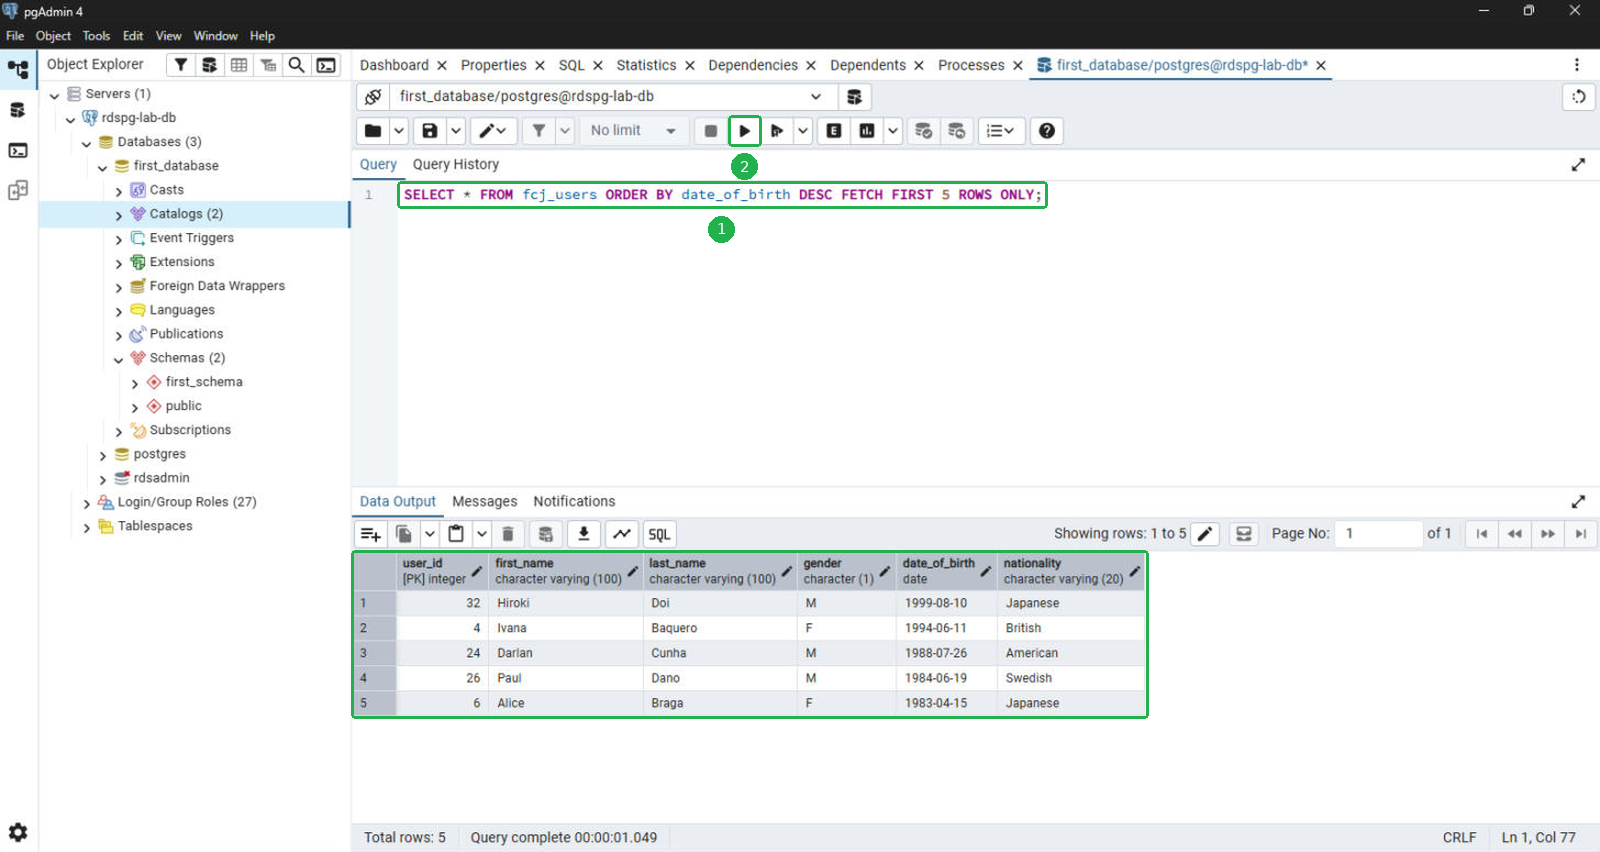 pgAdmin 4
File Object Tools Edit View Window Help
Object Explorer
Dashboard Properties SQL Statistics Dependencies Dependents Processes first_database/postgres@rdspg-lab-db*
Servers (1)
rdspg-lab-db
Databases (3)
first_database
Casts
Catalogs (2)
Event Triggers
Extensions
Foreign Data Wrappers
Languages
Publications
Schemas (2)
first_schema
public
Subscriptions
postgres
rdsadmin
Login/Group Roles (27)
Tablespaces
first_database/postgres@rdspg-lab-db
No limit
E
2
Query Query History
1 SELECT * FROM fcj_users ORDER BY date_of_birth DESC FETCH FIRST 5 ROWS ONLY;
1
Data Output Messages Notifications
SQL
Showing rows: 1 to 5 Page No: 1 of 1
user_id first_name last_name gender date_of_birth nationality
[PK] integer character varying (100) character varying (100) character (1) date character varying (20)
1 32 Hiroki Doi M 1999-08-10 Japanese
2 4 Ivana Baquero F 1994-06-11 British
3 24 Darlan Cunha M 1988-07-26 American
4 26 Paul Dano M 1984-06-19 Swedish
5 6 Alice Braga F 1983-04-15 Japanese
Total rows: 5 Query complete 00:00:01.049 CRLF Ln 1, Col 77